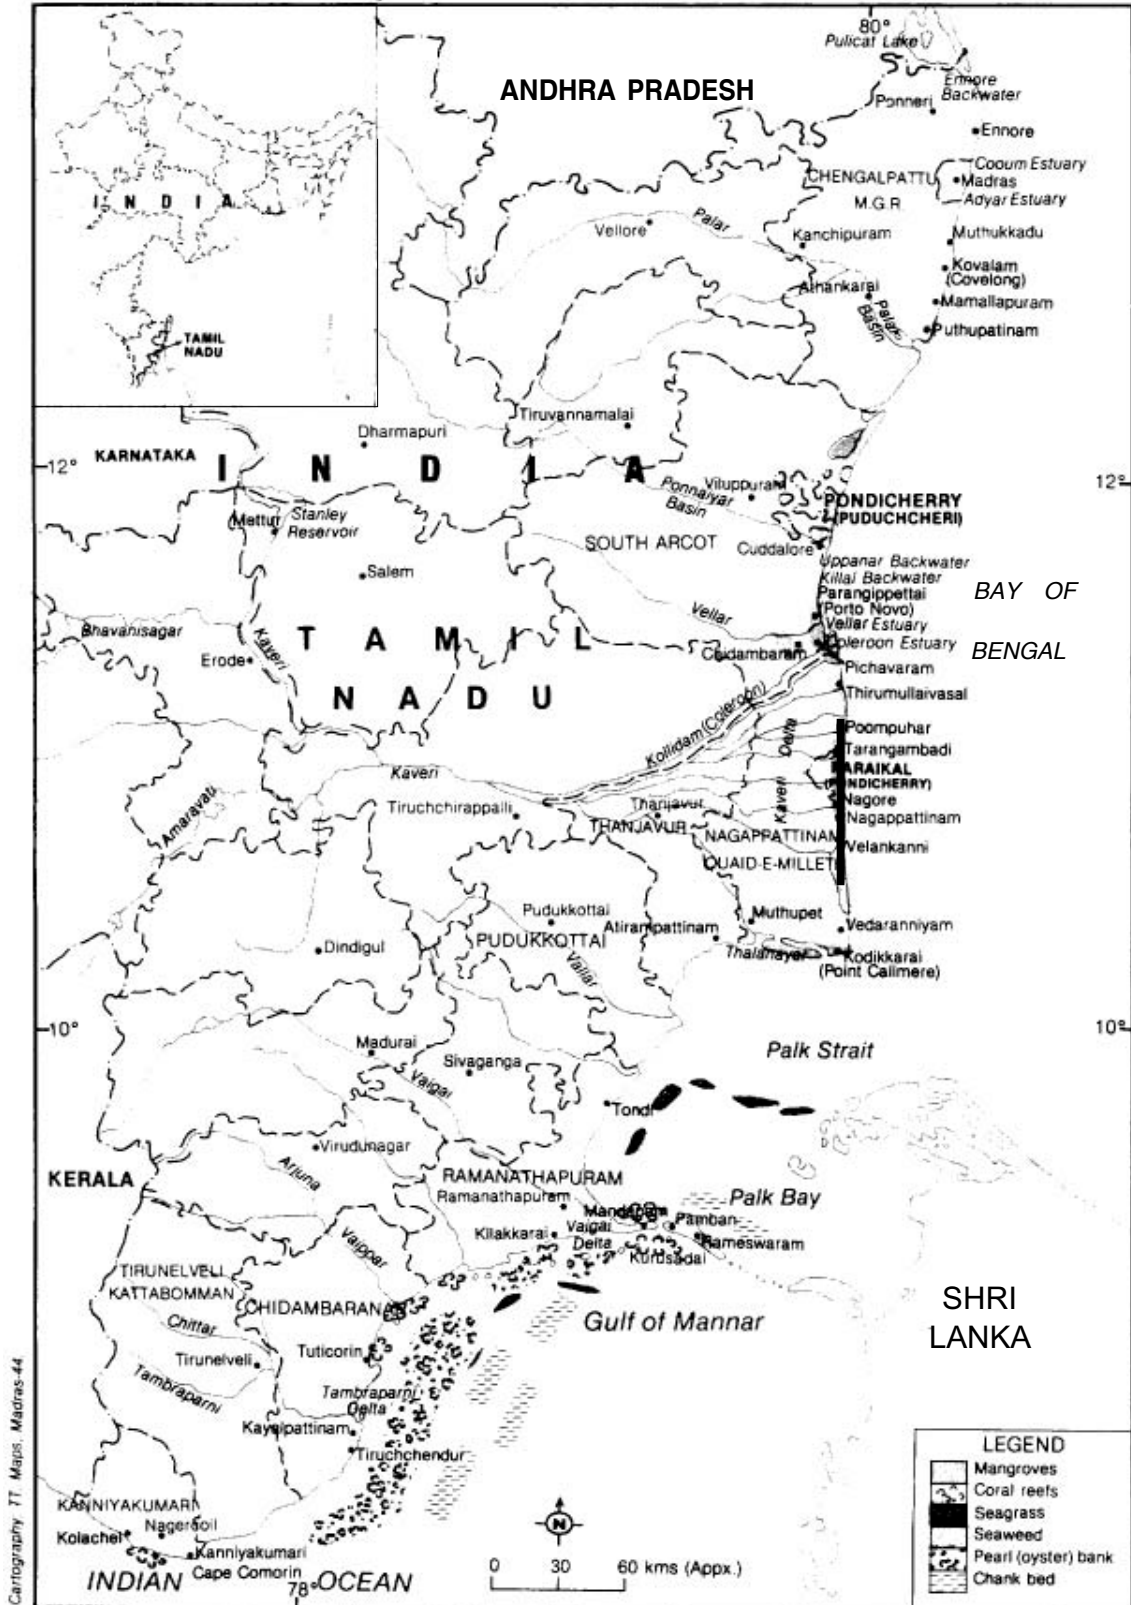 80°
Pulicat Lake
ANDHRA PRADESH
Ennore
Backwater
Ponneri
Ennore
Cooum Estuary
CHENGALPATTU
Madras
M.G.R.
Adyar Estuary
Vellore
Palar
Kanchipuram
Muthukkadu
Kovalam
(Covelong)
Athankarai
Mamallapuram
Palar
Basin
Puthupatinam
I N D I A
TAMIL
NADU
Tiruvannamalai
Dharmapuri
KARNATAKA
12°
I N D I A
12°
Viluppuram
Ponnaiyar
Basin
PONDICHERRY
(PUDUCHCHERI)
Mettur
Stanley
Reservoir
SOUTH ARCOT
Cuddalore
Uppanar Backwater
Killai Backwater
Salem
Parangippettai
(Porto Novo)
BAY OF
Vellar
Vellar Estuary
Bhavanisagar
Kaveri
T A M I L
Coleroon Estuary
BENGAL
Erode
Chidambaram
Pichavaram
N A D U
Thirumullaivasal
Kollidam (Coleroon)
Delta
Poompuhar
Tarangambadi
Kaveri
KARAIKAL
(PONDICHERRY)
Kaveri
Nagore
Tiruchchirappalli
Thanjavur
Nagappattinam
Amaravati
THANJAVUR
NAGAPPATTINAM
Velankanni
QUAID-E-MILLETH
Pudukkottai
Muthupet
Atirampattinam
Vedaranniyam
PUDUKKOTTAI
Dindigul
Kodikkarai
(Point Calimere)
Vallar
10°
10°
Madurai
Sivaganga
Palk Strait
Vaigai
Tondi
Virudunagar
Arjuna
RAMANATHAPURAM
KERALA
Ramanathapuram
Palk Bay
Mandapam
Pamban
Kilakkarai
Vaigai
Delta
Rameswaram
Kurusadai
Vaippar
TIRUNELVELI
KATTABOMMAN
CHIDAMBARANAR
SHRI
LANKA
Gulf of Mannar
Chittar
Tirunelveli
Tuticorin
Tambraparni
Tambraparni
Delta
Kayalpattinam
Tiruchchendur
KANNIYAKUMARI
Nagercoil
Kolachel
Kanniyakumari
Cape Comorin
INDIAN OCEAN
78°
N
0 30 60 kms (Appx.)
LEGEND
Mangroves
Coral reefs
Seagrass
Seaweed
Pearl (oyster) bank
Chank bed
Cartography TT. Maps, Madras-44.